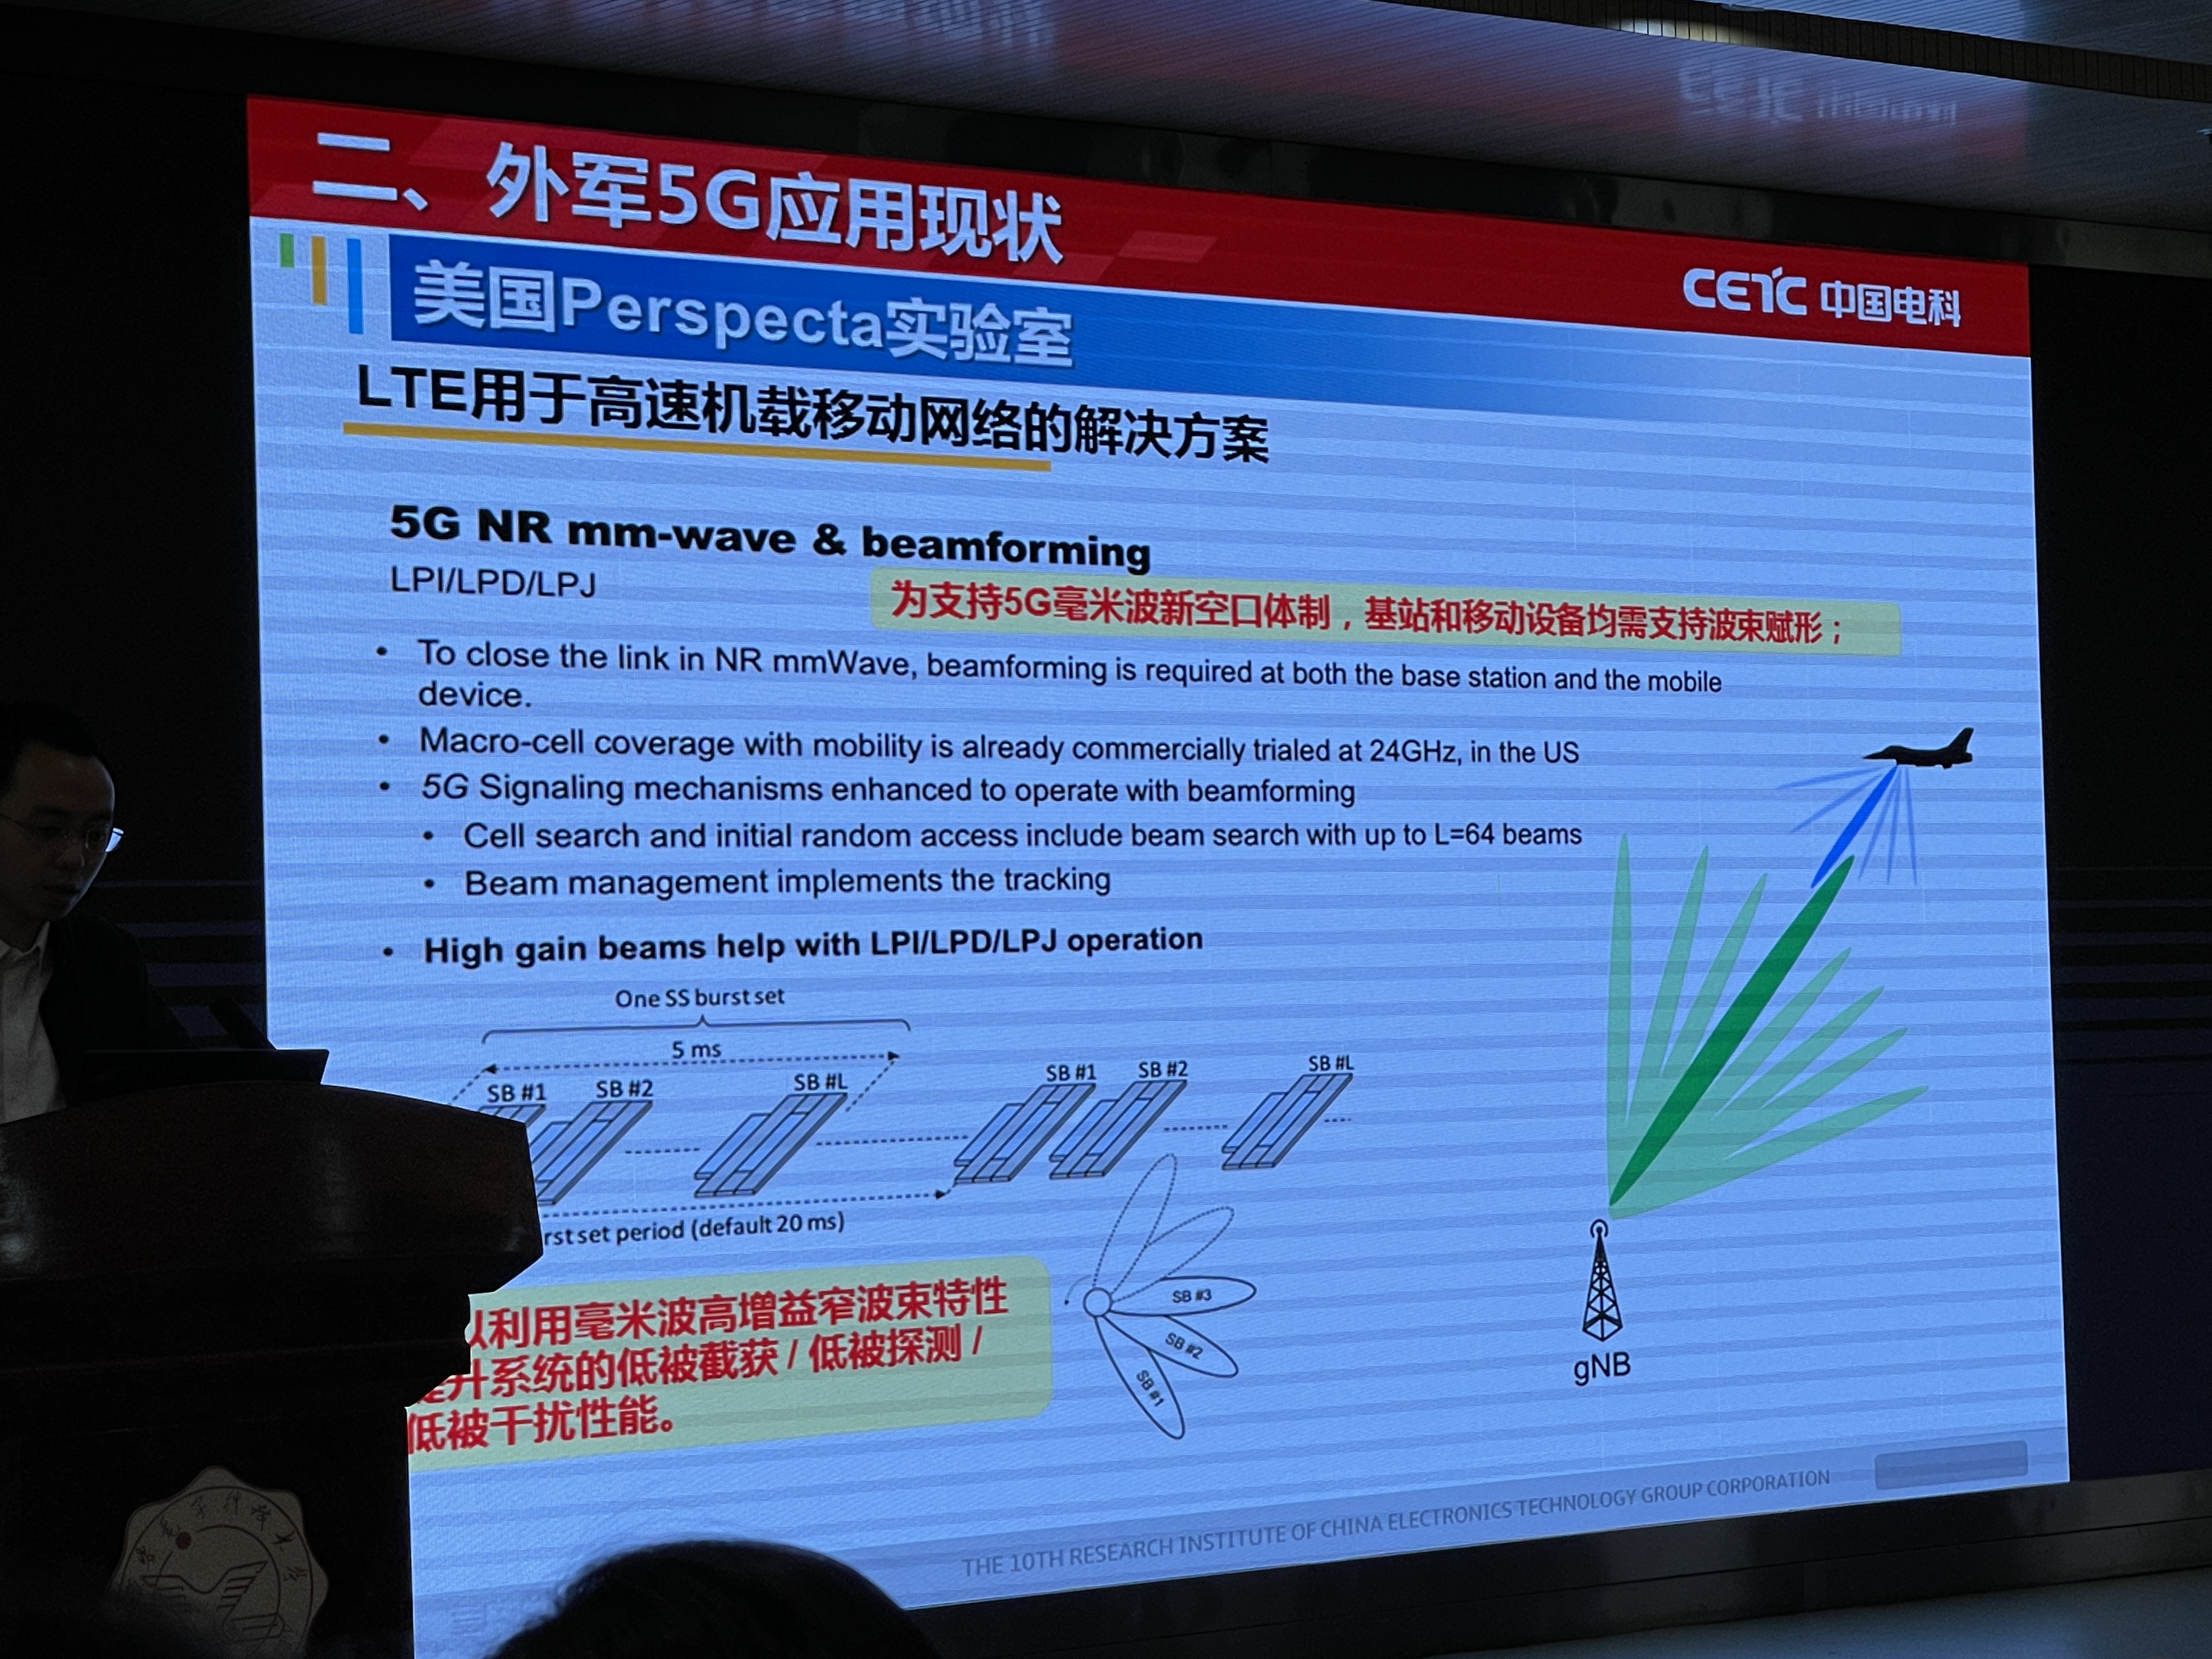 二、外军5G应用现状
CETC 中国电科
美国Perspecta实验室
LTE用于高速机载移动网络的解决方案
5G NR mm-wave & beamforming
LPI/LPD/LPJ
为支持5G毫米波新空口体制，基站和移动设备均需支持波束赋形；
• To close the link in NR mmWave, beamforming is required at both the base station and the mobile
device.
• Macro-cell coverage with mobility is already commercially trialed at 24GHz, in the US
• 5G Signaling mechanisms enhanced to operate with beamforming
• Cell search and initial random access include beam search with up to L=64 beams
• Beam management implements the tracking
• High gain beams help with LPI/LPD/LPJ operation
One SS burst set
5 ms
SB #1 SB #2 SB #L SB #1 SB #2 SB #L
set period (default 20 ms)
利用毫米波高增益窄波束特性
升系统的低被截获 / 低被探测 /
低被干扰性能。
SB #3
SB #2
SB #1
gNB
THE 10TH RESEARCH INSTITUTE OF CHINA ELECTRONICS TECHNOLOGY GROUP CORPORATION